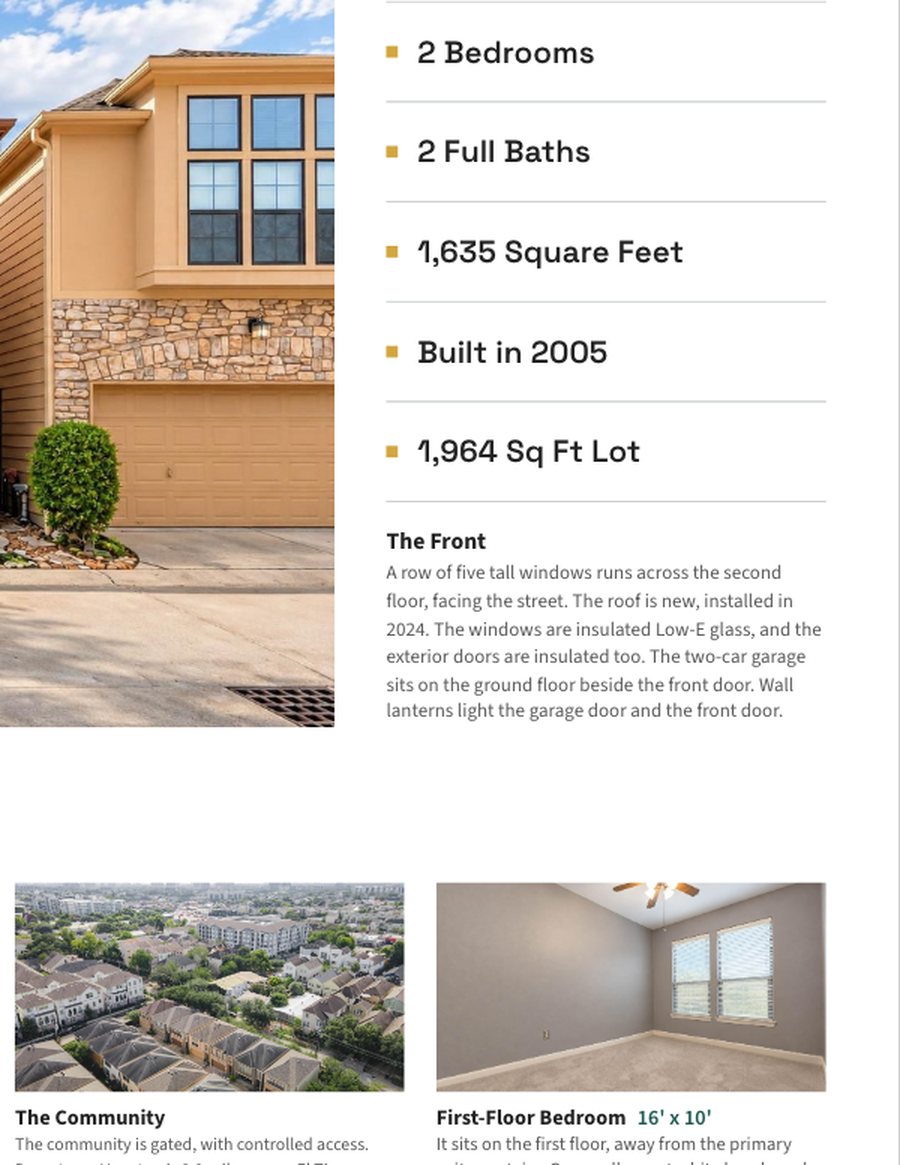 2 Bedrooms
2 Full Baths
1,635 Square Feet
Built in 2005
1,964 Sq Ft Lot
The Front
A row of five tall windows runs across the second
floor, facing the street. The roof is new, installed in
2024. The windows are insulated Low-E glass, and the
exterior doors are insulated too. The two-car garage
sits on the ground floor beside the front door. Wall
lanterns light the garage door and the front door.
The Community
The community is gated, with controlled access.
First-Floor Bedroom 16' x 10'
It sits on the first floor, away from the primary